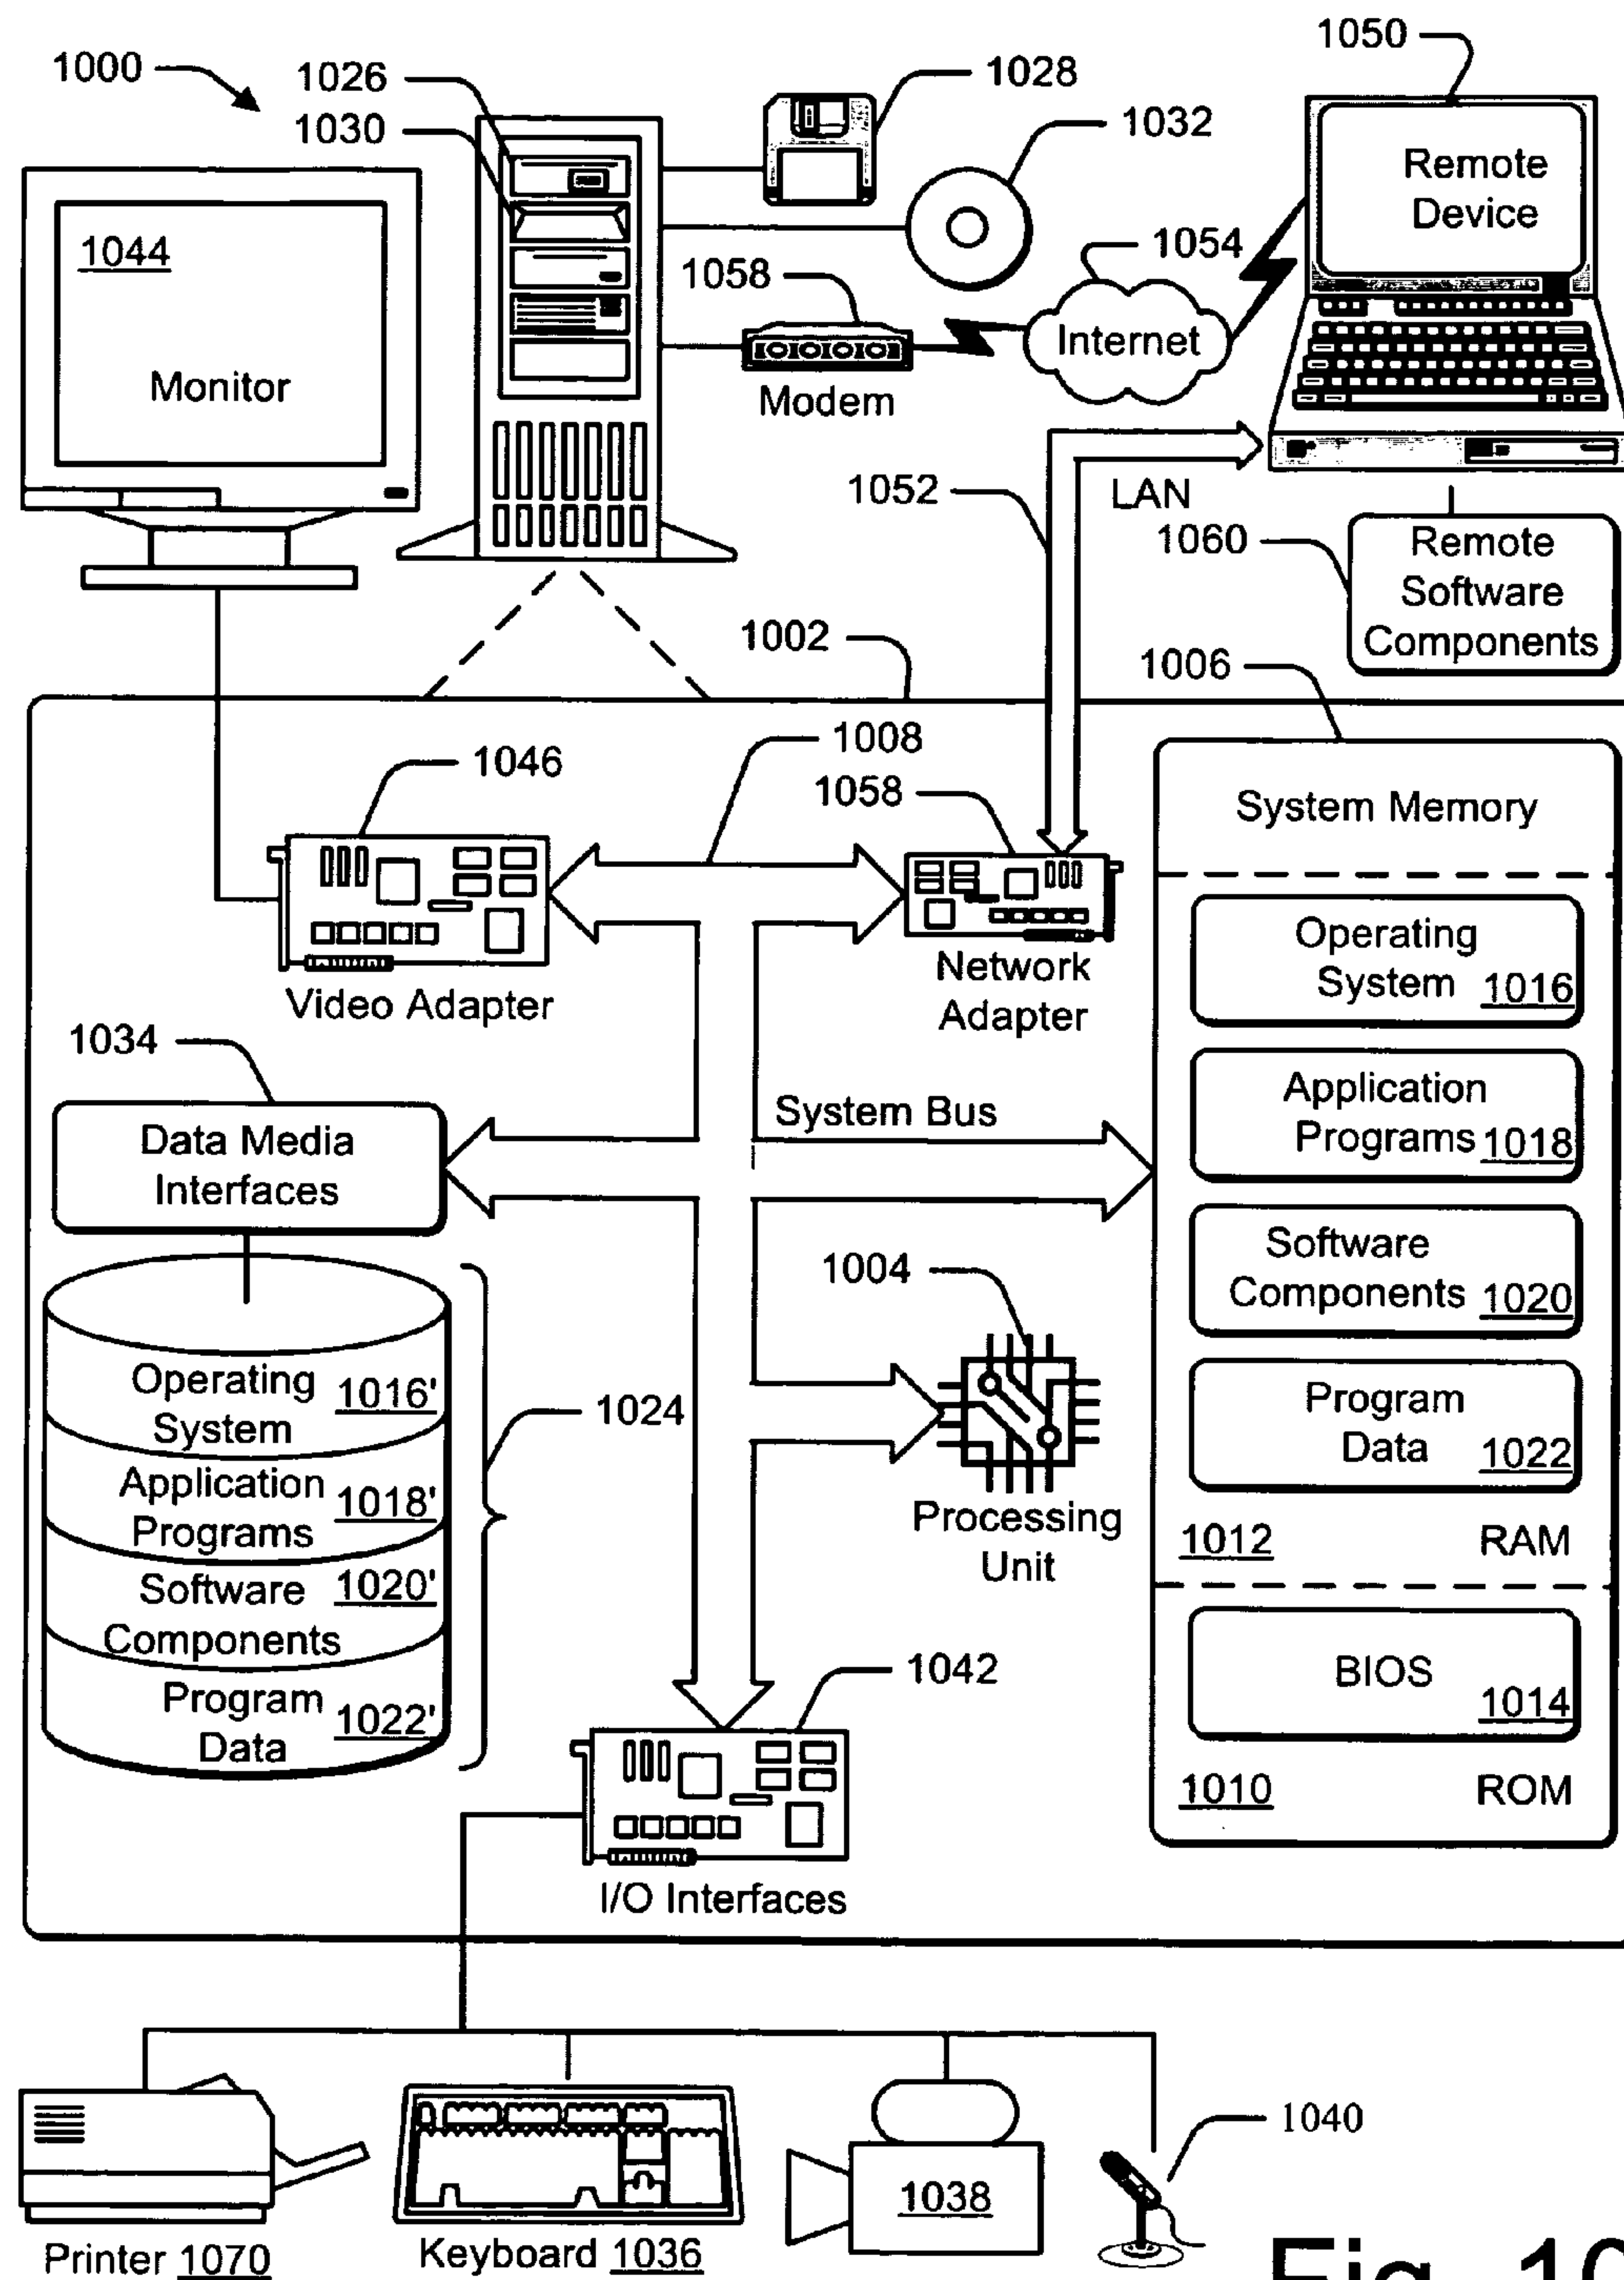 1000
1026
1030
1028
1032
1050
Remote
Device
1044
Monitor
1058
Modem
1054
Internet
1052
LAN
1060
Remote
Software
Components
1002
1006
1046
1008
1058
Video Adapter
Network
Adapter
System Memory
Operating
System 1016
Application
Programs 1018
Software
Components 1020
Program
Data 1022
1012 RAM
BIOS
1014
1010 ROM
1034
Data Media
Interfaces
System Bus
1004
Processing
Unit
Operating
System 1016'
Application
Programs 1018'
Software
Components 1020'
Program
Data 1022'
1024
1042
I/O Interfaces
Printer 1070
Keyboard 1036
1038
1040
Fig. 10